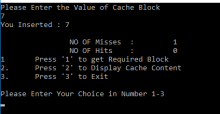 Please Enter the Value of Cache Block
7
You Inserted : 7
NO OF Misses : 1
NO OF Hits : 0
1 Press '1' to get Required Block
2. Press '2' to Display Cache Content
3. Press '3' to Exit
Please Enter Your Choice in Number 1-3